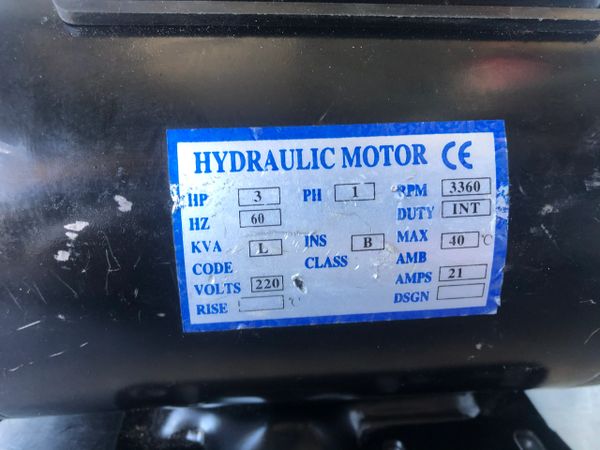 HYDRAULIC MOTOR CE
HP 3 PH 1 RPM 3360
HZ 60 DUTY INT
KVA CODE L INS CLASS B MAX AMB 40 °C
VOLTS 220 AMPS 21
RISE °C DSGN